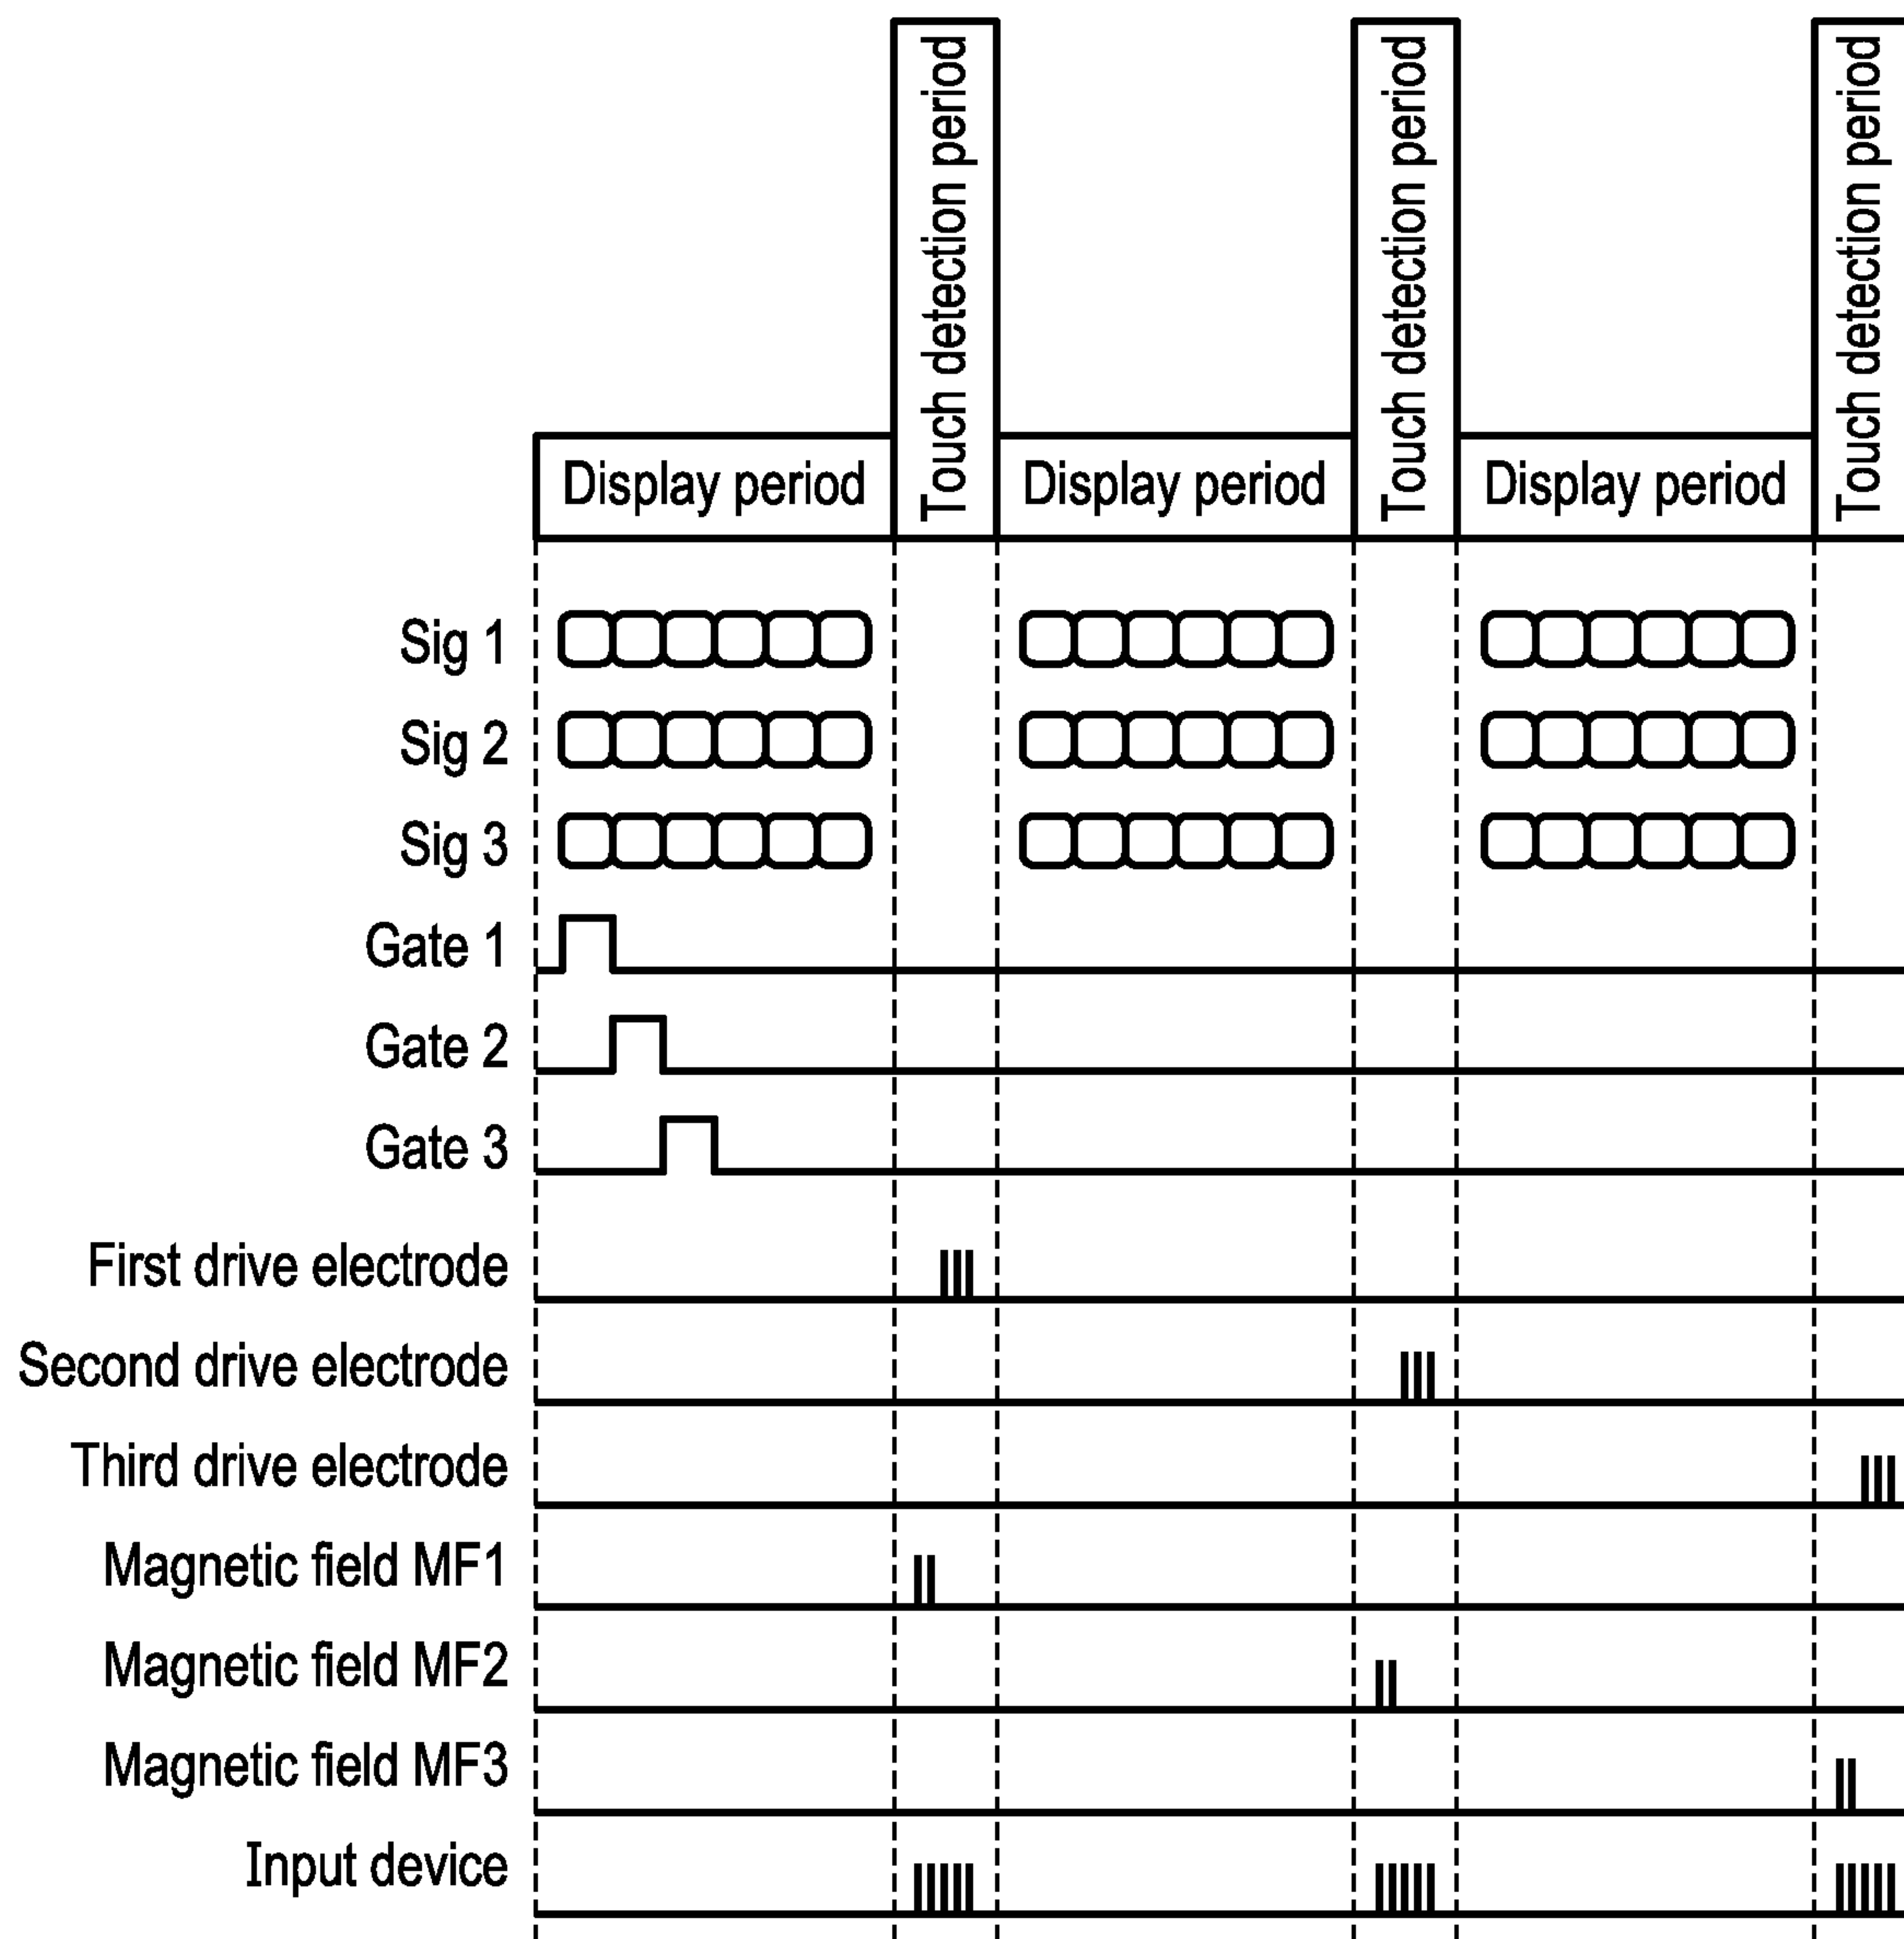 Touch detection period
Touch detection period
Touch detection period
Display period
Display period
Display period
Sig 1
Sig 2
Sig 3
Gate 1
Gate 2
Gate 3
First drive electrode
Second drive electrode
Third drive electrode
Magnetic field MF1
Magnetic field MF2
Magnetic field MF3
Input device